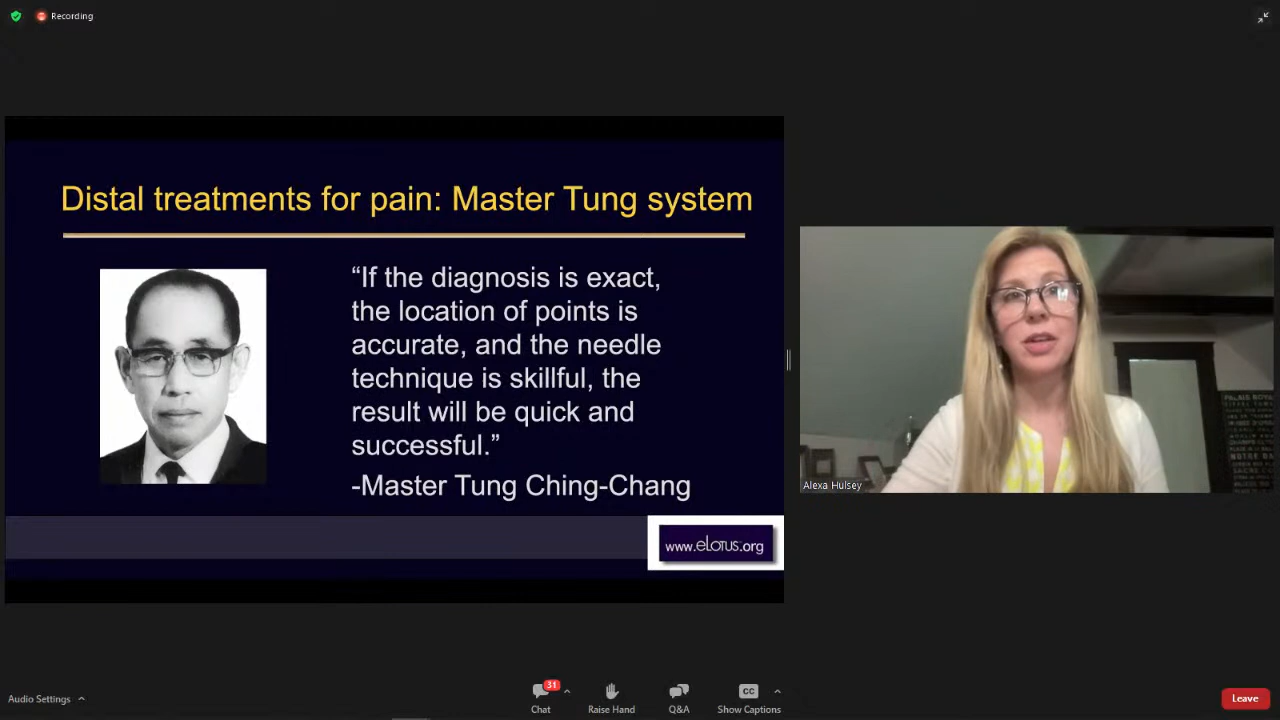 Recording
Distal treatments for pain: Master Tung system
“If the diagnosis is exact,
the location of points is
accurate, and the needle
technique is skillful, the
result will be quick and
successful.”
-Master Tung Ching-Chang
www.eLotus.org
Alexa Hulsey
NOTRE DA
Audio Settings
31
Chat
Raise Hand
Q&A
CC
Show Captions
Leave